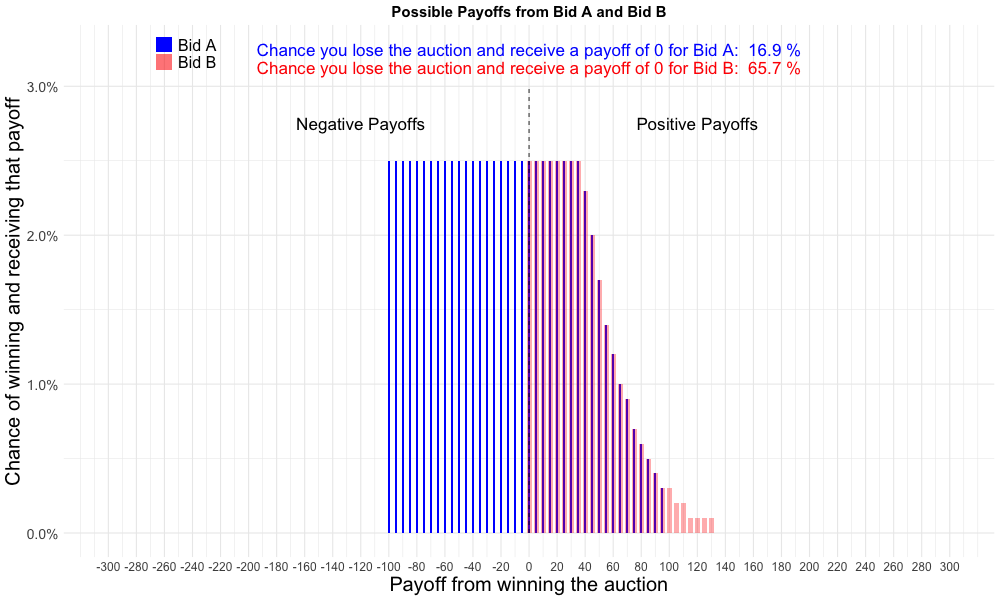 Possible Payoffs from Bid A and Bid B
Bid A
Bid B
Chance you lose the auction and receive a payoff of 0 for Bid A:  16.9 %
Chance you lose the auction and receive a payoff of 0 for Bid B:  65.7 %
Negative Payoffs
Positive Payoffs
Chance of winning and receiving that payoff
3.0%
2.0%
1.0%
0.0%
-300 -280 -260 -240 -220 -200 -180 -160 -140 -120 -100 -80 -60 -40 -20 0 20 40 60 80 100 120 140 160 180 200 220 240 260 280 300
Payoff from winning the auction